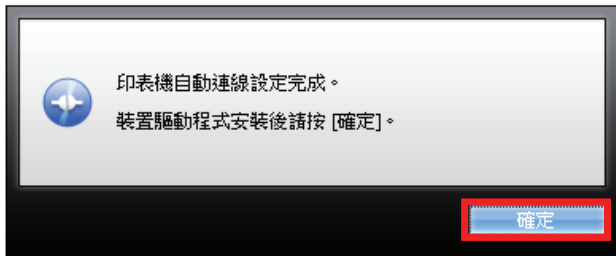 印表機自動連線設定完成。
裝置驅動程式安裝後請按 [確定]。
確定